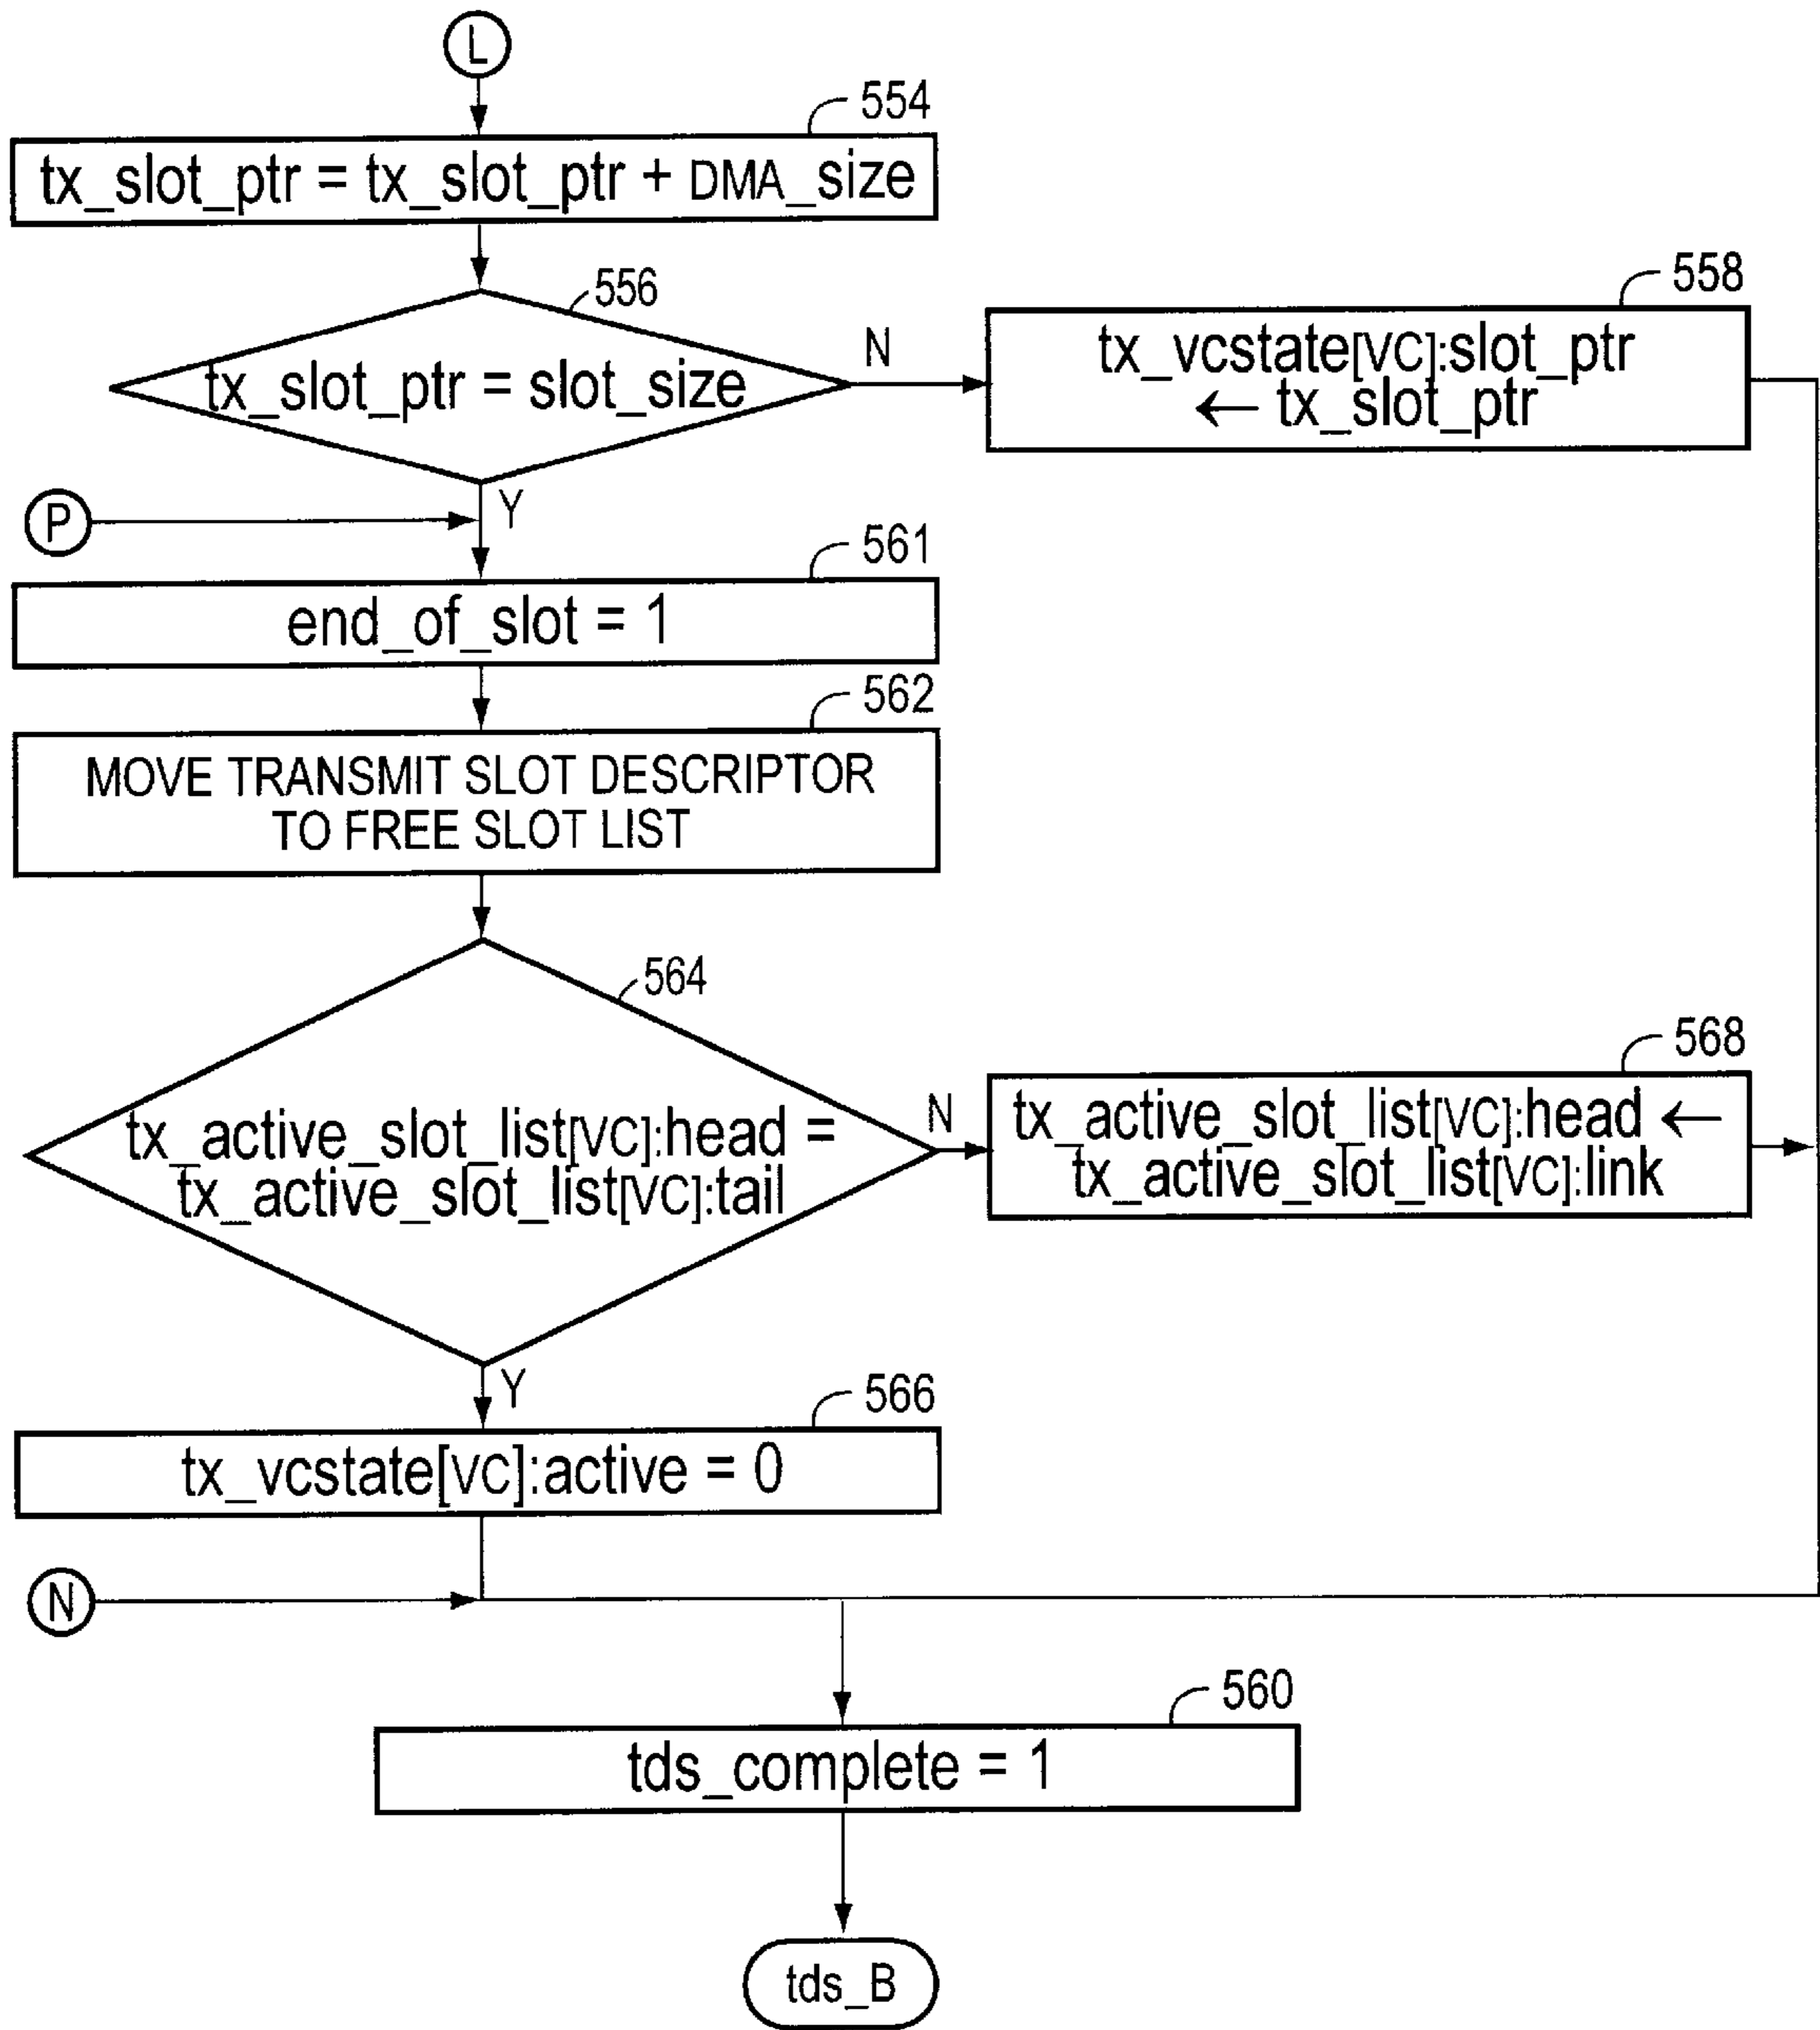 L
554
tx_slot_ptr = tx_slot_ptr + DMA_size
556
tx_slot_ptr = slot_size
N
558
tx_vcstate[VC]:slot_ptr
← tx_slot_ptr
Y
P
561
end_of_slot = 1
562
MOVE TRANSMIT SLOT DESCRIPTOR
TO FREE SLOT LIST
564
tx_active_slot_list[VC]:head =
tx_active_slot_list[VC]:tail
N
568
tx_active_slot_list[VC]:head ←
tx_active_slot_list[VC]:link
Y
566
tx_vcstate[VC]:active = 0
N
560
tds_complete = 1
tds_B